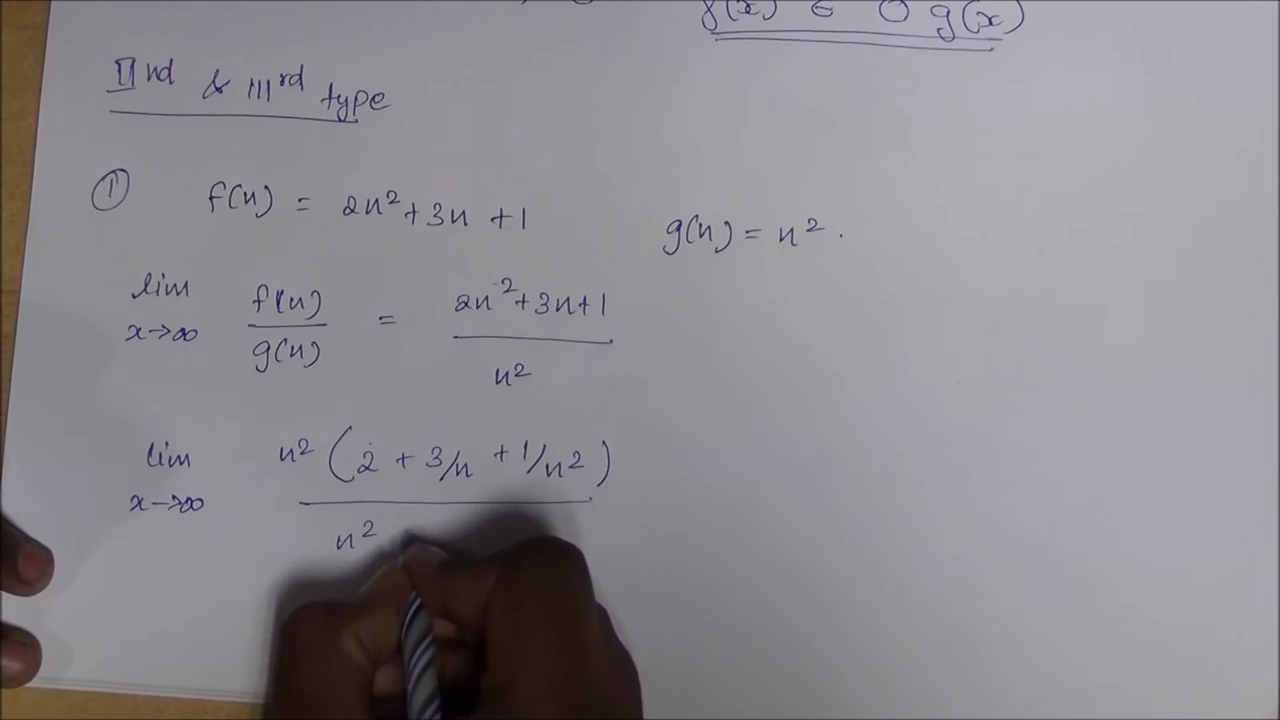 f(x) ∈ O g(x)
IInd & IIIrd type
① f(n) = 2n² + 3n + 1 g(n) = n² .
lim x→∞ f(n)/g(n) = 2n² + 3n + 1 / n²
lim x→∞ n² (2 + 3/n + 1/n²) / n²